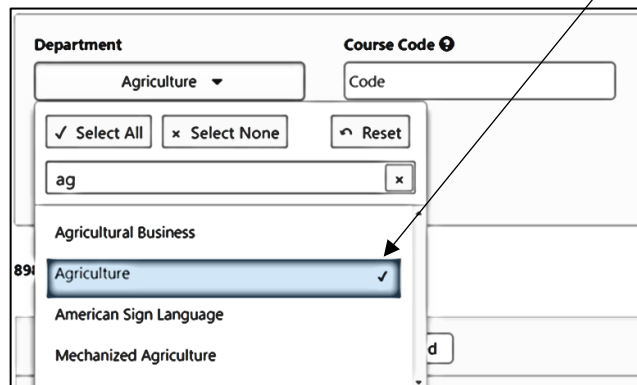 Department Course Code ?
Agriculture Code
✓ Select All × Select None Reset
ag ×
Agricultural Business
898
Agriculture ✓
American Sign Language
Mechanized Agriculture
d